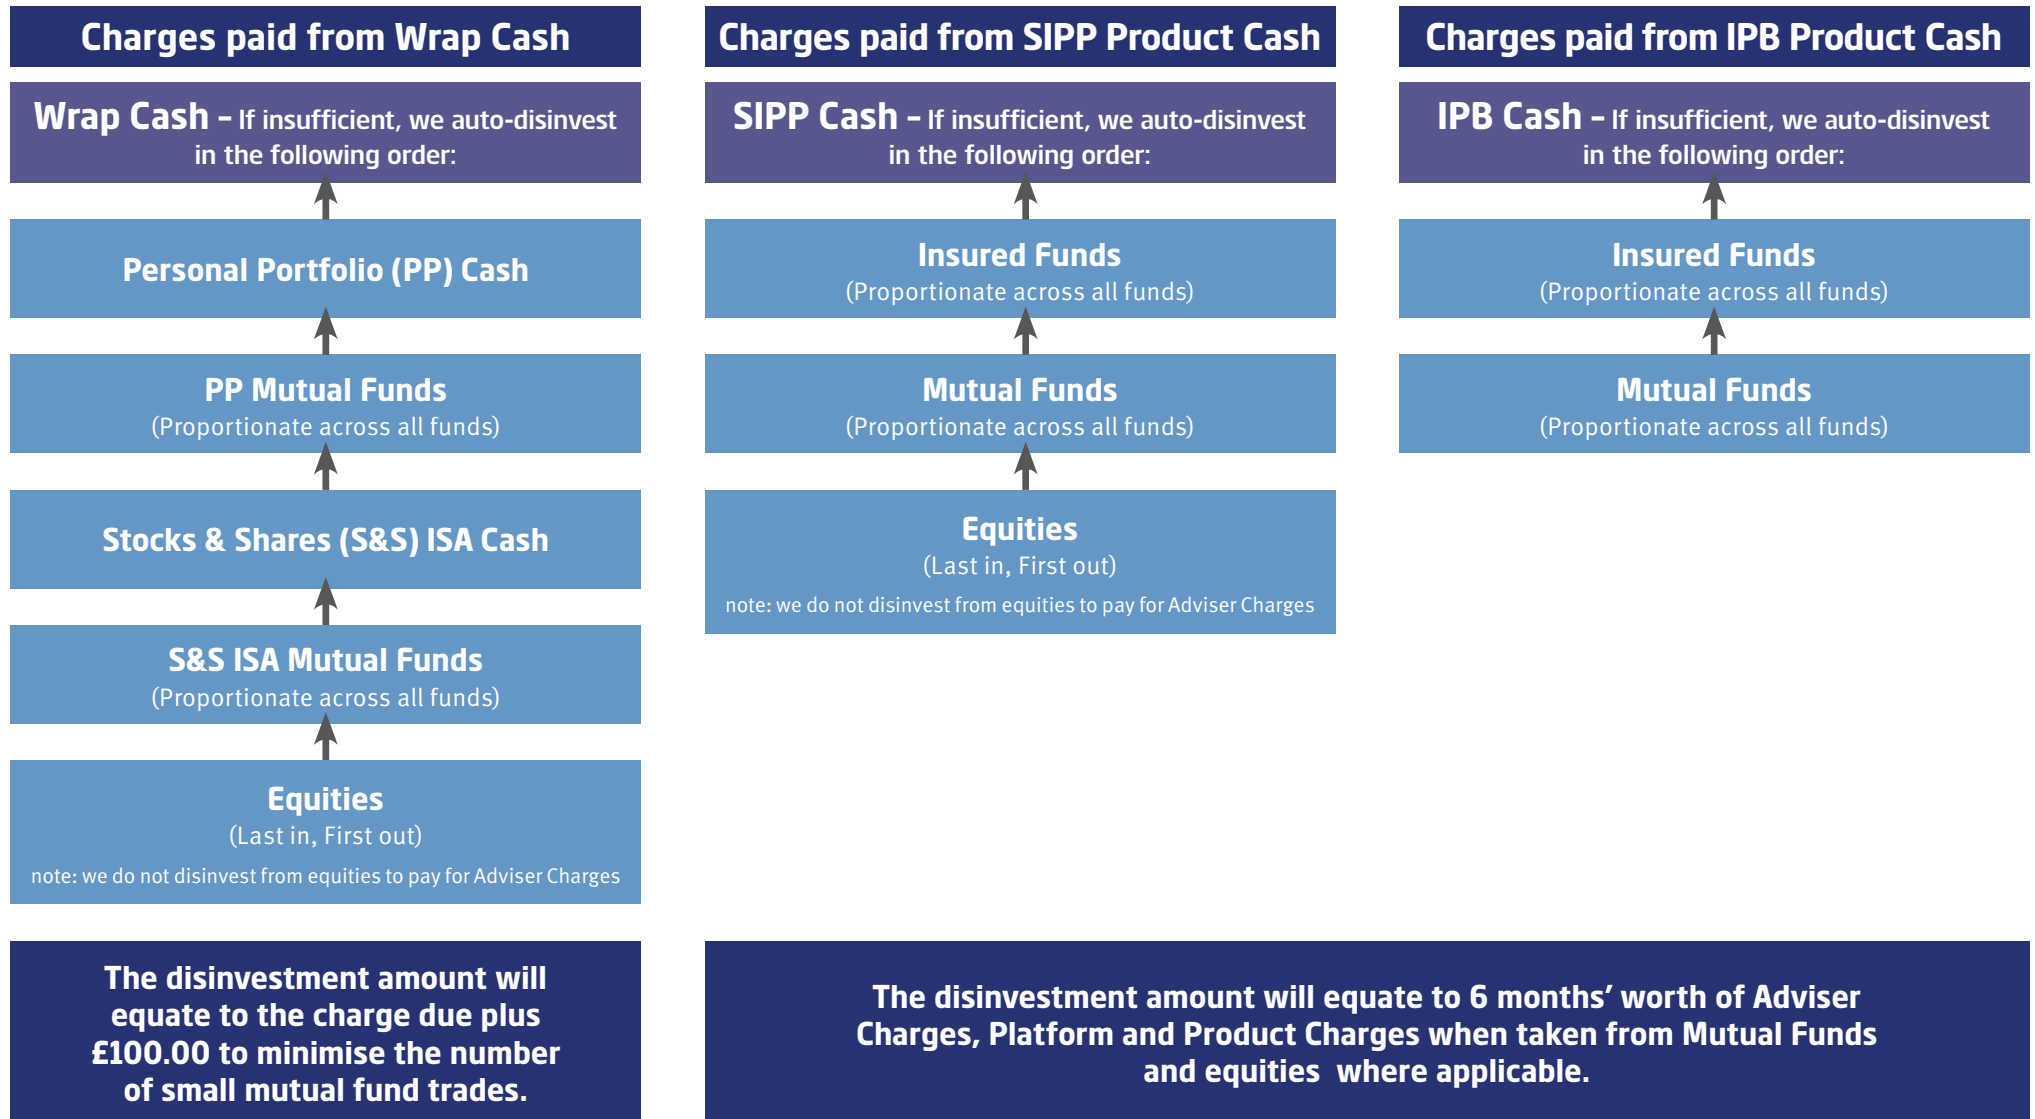 Charges paid from Wrap Cash
Wrap Cash – If insufficient, we auto-disinvest
in the following order:
Personal Portfolio (PP) Cash
PP Mutual Funds
(Proportionate across all funds)
Stocks & Shares (S&S) ISA Cash
S&S ISA Mutual Funds
(Proportionate across all funds)
Equities
(Last in, First out)
note: we do not disinvest from equities to pay for Adviser Charges
The disinvestment amount will
equate to the charge due plus
£100.00 to minimise the number
of small mutual fund trades.
Charges paid from SIPP Product Cash
SIPP Cash – If insufficient, we auto-disinvest
in the following order:
Insured Funds
(Proportionate across all funds)
Mutual Funds
(Proportionate across all funds)
Equities
(Last in, First out)
note: we do not disinvest from equities to pay for Adviser Charges
Charges paid from IPB Product Cash
IPB Cash – If insufficient, we auto-disinvest
in the following order:
Insured Funds
(Proportionate across all funds)
Mutual Funds
(Proportionate across all funds)
The disinvestment amount will equate to 6 months’ worth of Adviser
Charges, Platform and Product Charges when taken from Mutual Funds
and equities where applicable.